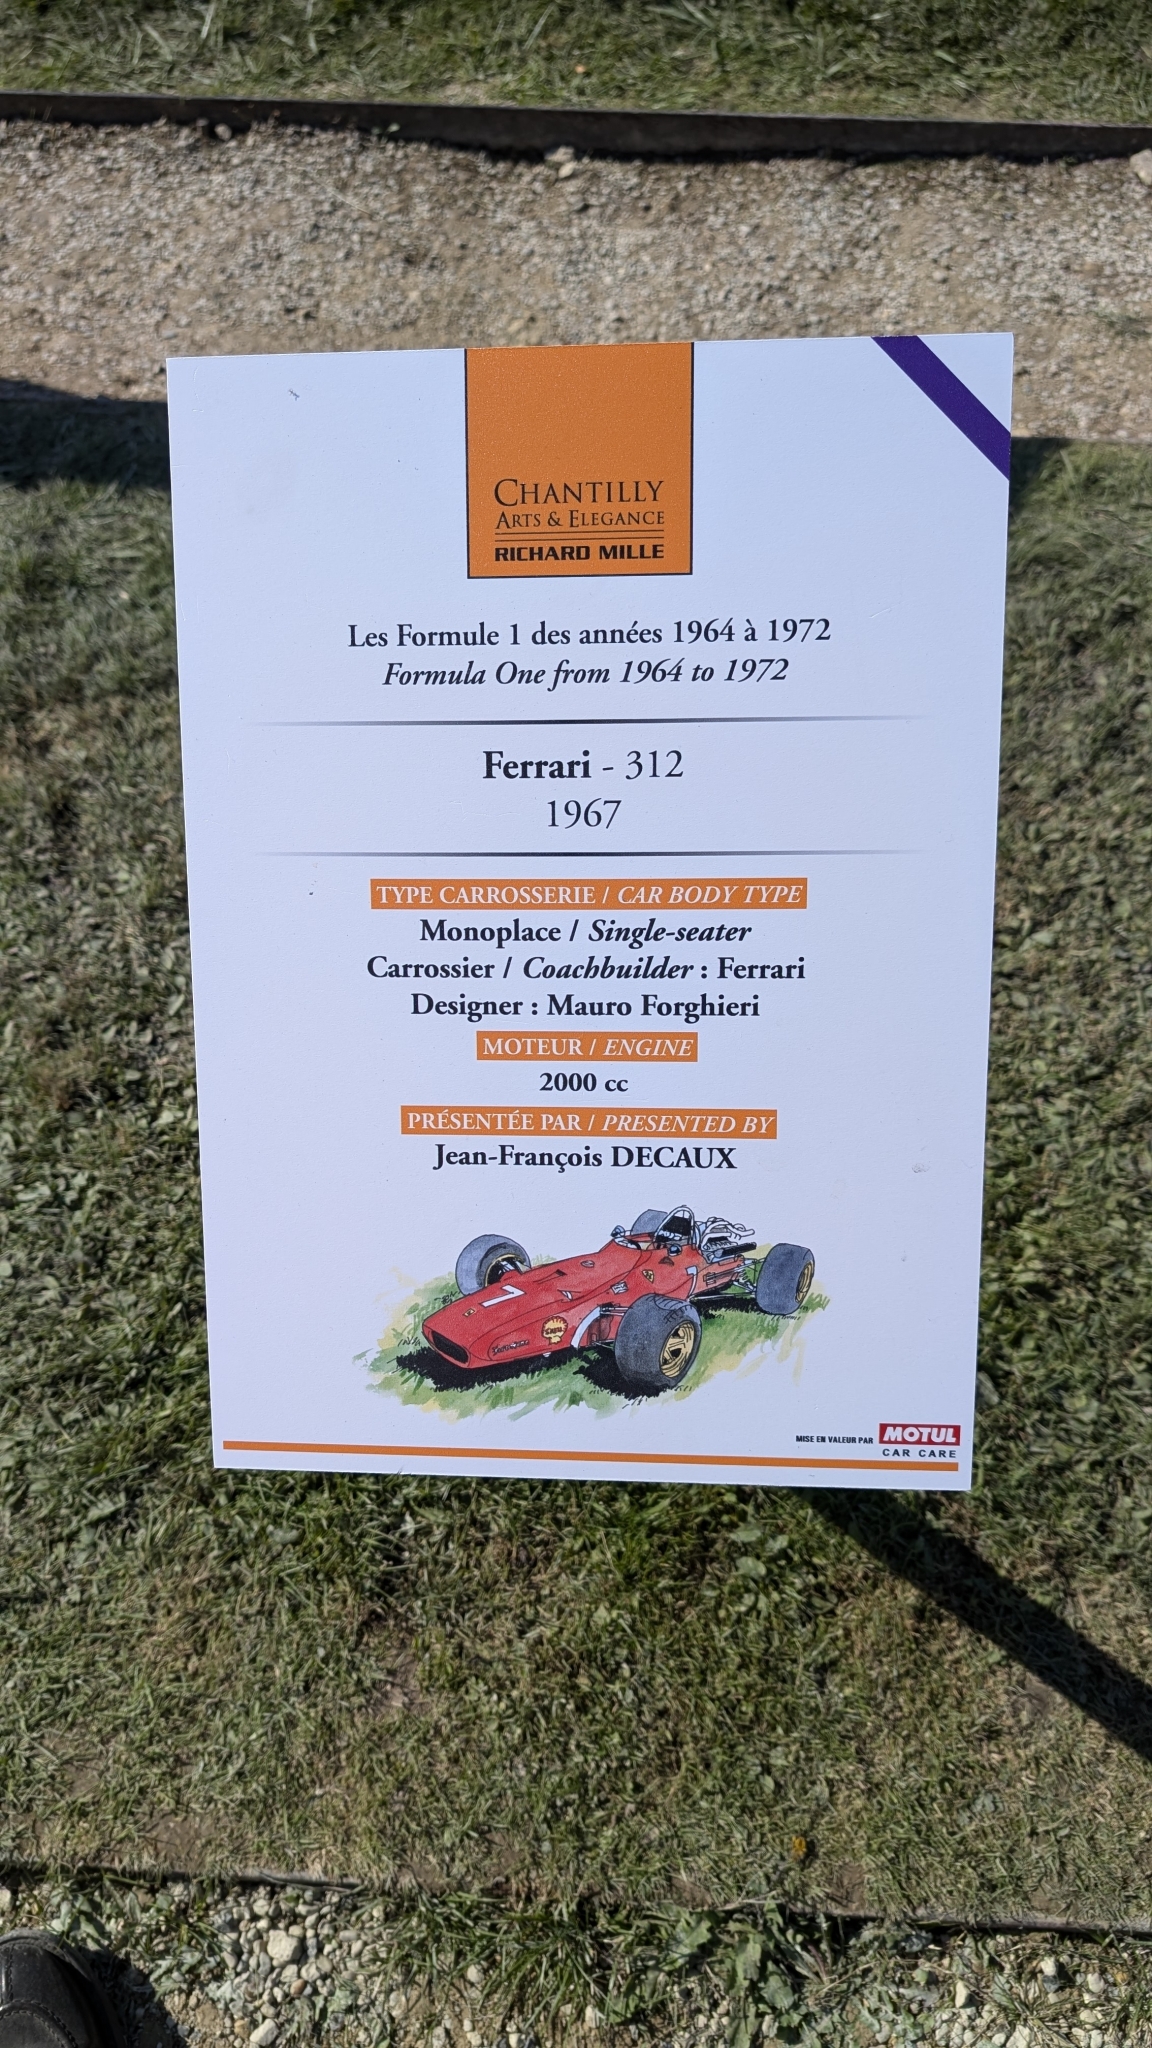 CHANTILLY
ARTS & ELEGANCE
RICHARD MILLE
Les Formule 1 des années 1964 à 1972
Formula One from 1964 to 1972
Ferrari - 312
1967
TYPE CARROSSERIE / CAR BODY TYPE
Monoplace / Single-seater
Carrossier / Coachbuilder : Ferrari
Designer : Mauro Forghieri
MOTEUR / ENGINE
2000 cc
PRÉSENTÉE PAR / PRESENTED BY
Jean-François DECAUX
7
MISE EN VALEUR PAR MOTUL
CAR CARE